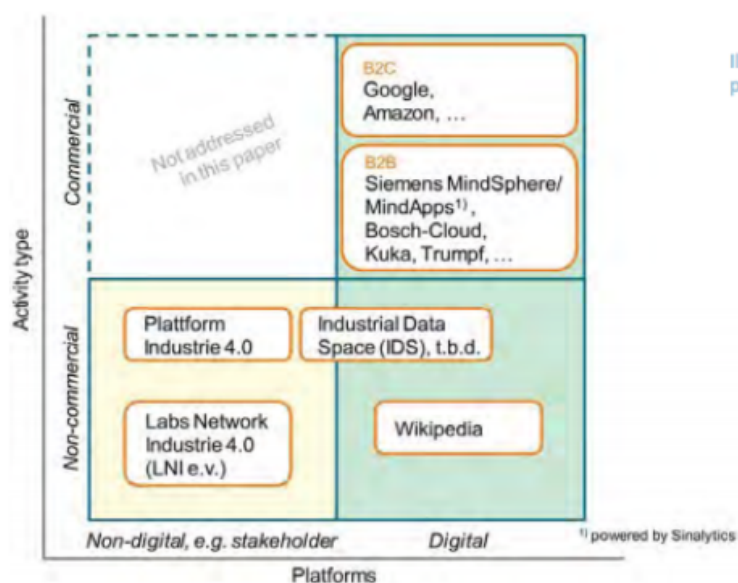 B2C
Google,
Amazon, …
Not addressed
in this paper
B2B
Siemens MindSphere/
MindApps¹⁾,
Bosch-Cloud,
Kuka, Trumpf, …
Commercial
Activity type
Plattform
Industrie 4.0
Industrial Data
Space (IDS), t.b.d.
Labs Network
Industrie 4.0
(LNI e.v.)
Wikipedia
Non-commercial
Non-digital, e.g. stakeholder
Digital
¹⁾ powered by Sinalytics
Platforms